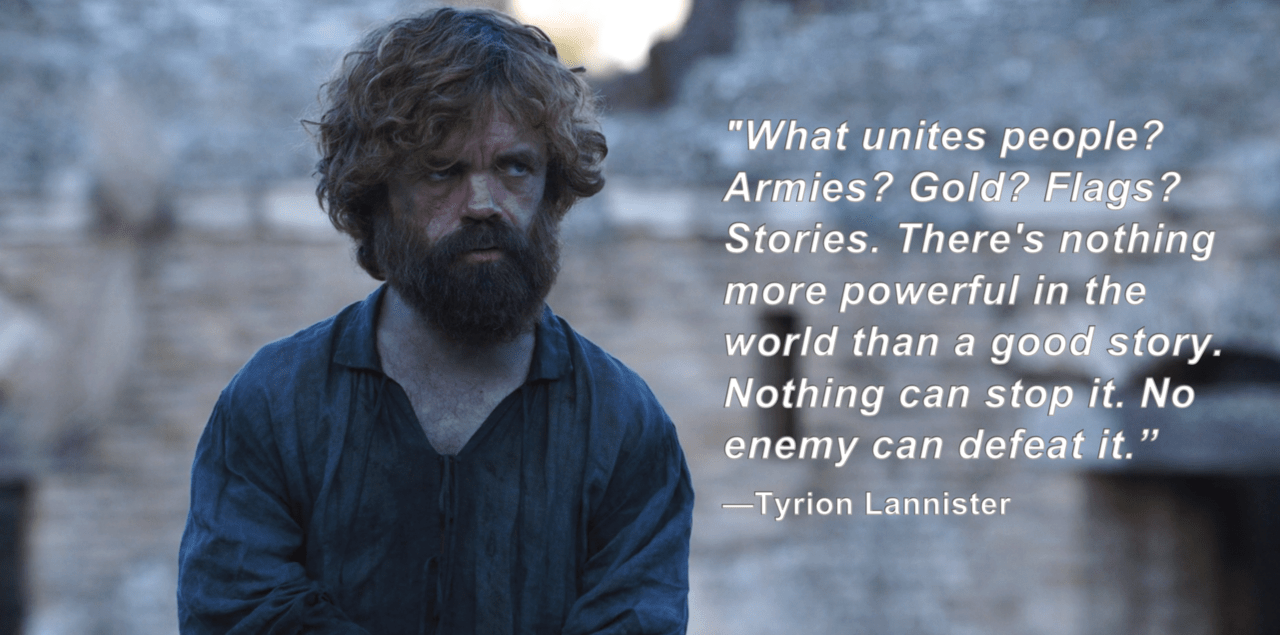 "What unites people?
Armies? Gold? Flags?
Stories. There's nothing
more powerful in the
world than a good story.
Nothing can stop it. No
enemy can defeat it.”
—Tyrion Lannister